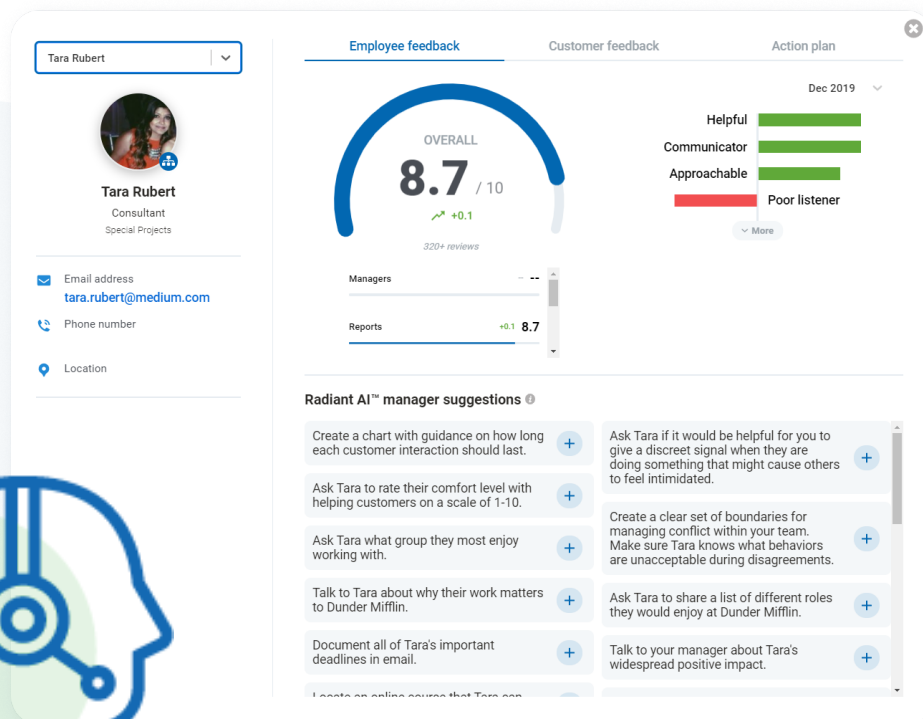 Tara Rubert
Tara Rubert
Consultant
Special Projects
Email address
tara.rubert@medium.com
Phone number
Location
Employee feedback
Customer feedback
Action plan
OVERALL
8.7 / 10
+0.1
320+ reviews
Managers – --
Reports +0.1 8.7
Dec 2019
Helpful
Communicator
Approachable
Poor listener
More
Radiant AI™ manager suggestions
Create a chart with guidance on how long
each customer interaction should last.
Ask Tara to rate their comfort level with
helping customers on a scale of 1-10.
Ask Tara what group they most enjoy
working with.
Talk to Tara about why their work matters
to Dunder Mifflin.
Document all of Tara's important
deadlines in email.
Locate an online source that Tara can
Ask Tara if it would be helpful for you to
give a discreet signal when they are
doing something that might cause others
to feel intimidated.
Create a clear set of boundaries for
managing conflict within your team.
Make sure Tara knows what behaviors
are unacceptable during disagreements.
Ask Tara to share a list of different roles
they would enjoy at Dunder Mifflin.
Talk to your manager about Tara's
widespread positive impact.